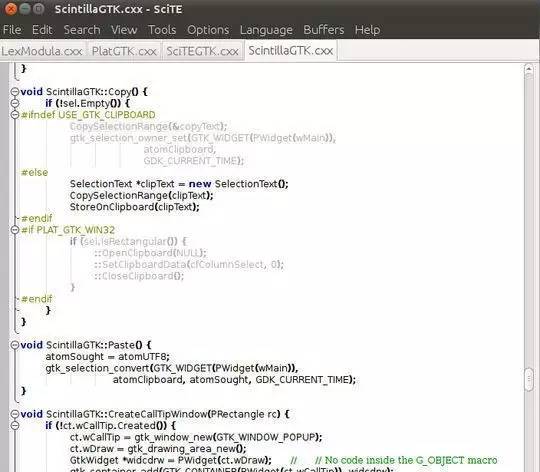 ScintillaGTK.cxx - SciTE
File Edit Search View Tools Options Language Buffers Help
LexModula.cxx PlatGTK.cxx SciTEGTK.cxx ScintillaGTK.cxx
}
void ScintillaGTK::Copy() {
if (!sel.Empty()) {
#ifndef USE_GTK_CLIPBOARD
CopySelectionRange(&copyText);
gtk_selection_owner_set(GTK_WIDGET(PWidget(wMain)),
atomClipboard,
GDK_CURRENT_TIME);
#else
SelectionText *clipText = new SelectionText();
CopySelectionRange(clipText);
StoreOnClipboard(clipText);
#endif
#if PLAT_GTK_WIN32
if (sel.IsRectangular()) {
::OpenClipboard(NULL);
::SetClipboardData(cfColumnSelect, 0);
::CloseClipboard();
}
#endif
}
}
void ScintillaGTK::Paste() {
atomSought = atomUTF8;
gtk_selection_convert(GTK_WIDGET(PWidget(wMain)),
atomClipboard, atomSought, GDK_CURRENT_TIME);
}
void ScintillaGTK::CreateCallTipWindow(PRectangle rc) {
if (!ct.wCallTip.Created()) {
ct.wCallTip = gtk_window_new(GTK_WINDOW_POPUP);
ct.wDraw = gtk_drawing_area_new();
GtkWidget *widcdrw = PWidget(ct.wDraw); // // No code inside the G_OBJECT macro
gtk_container_add(GTK_CONTAINER(PWidget(ct.wCallTip)), widcdrw);